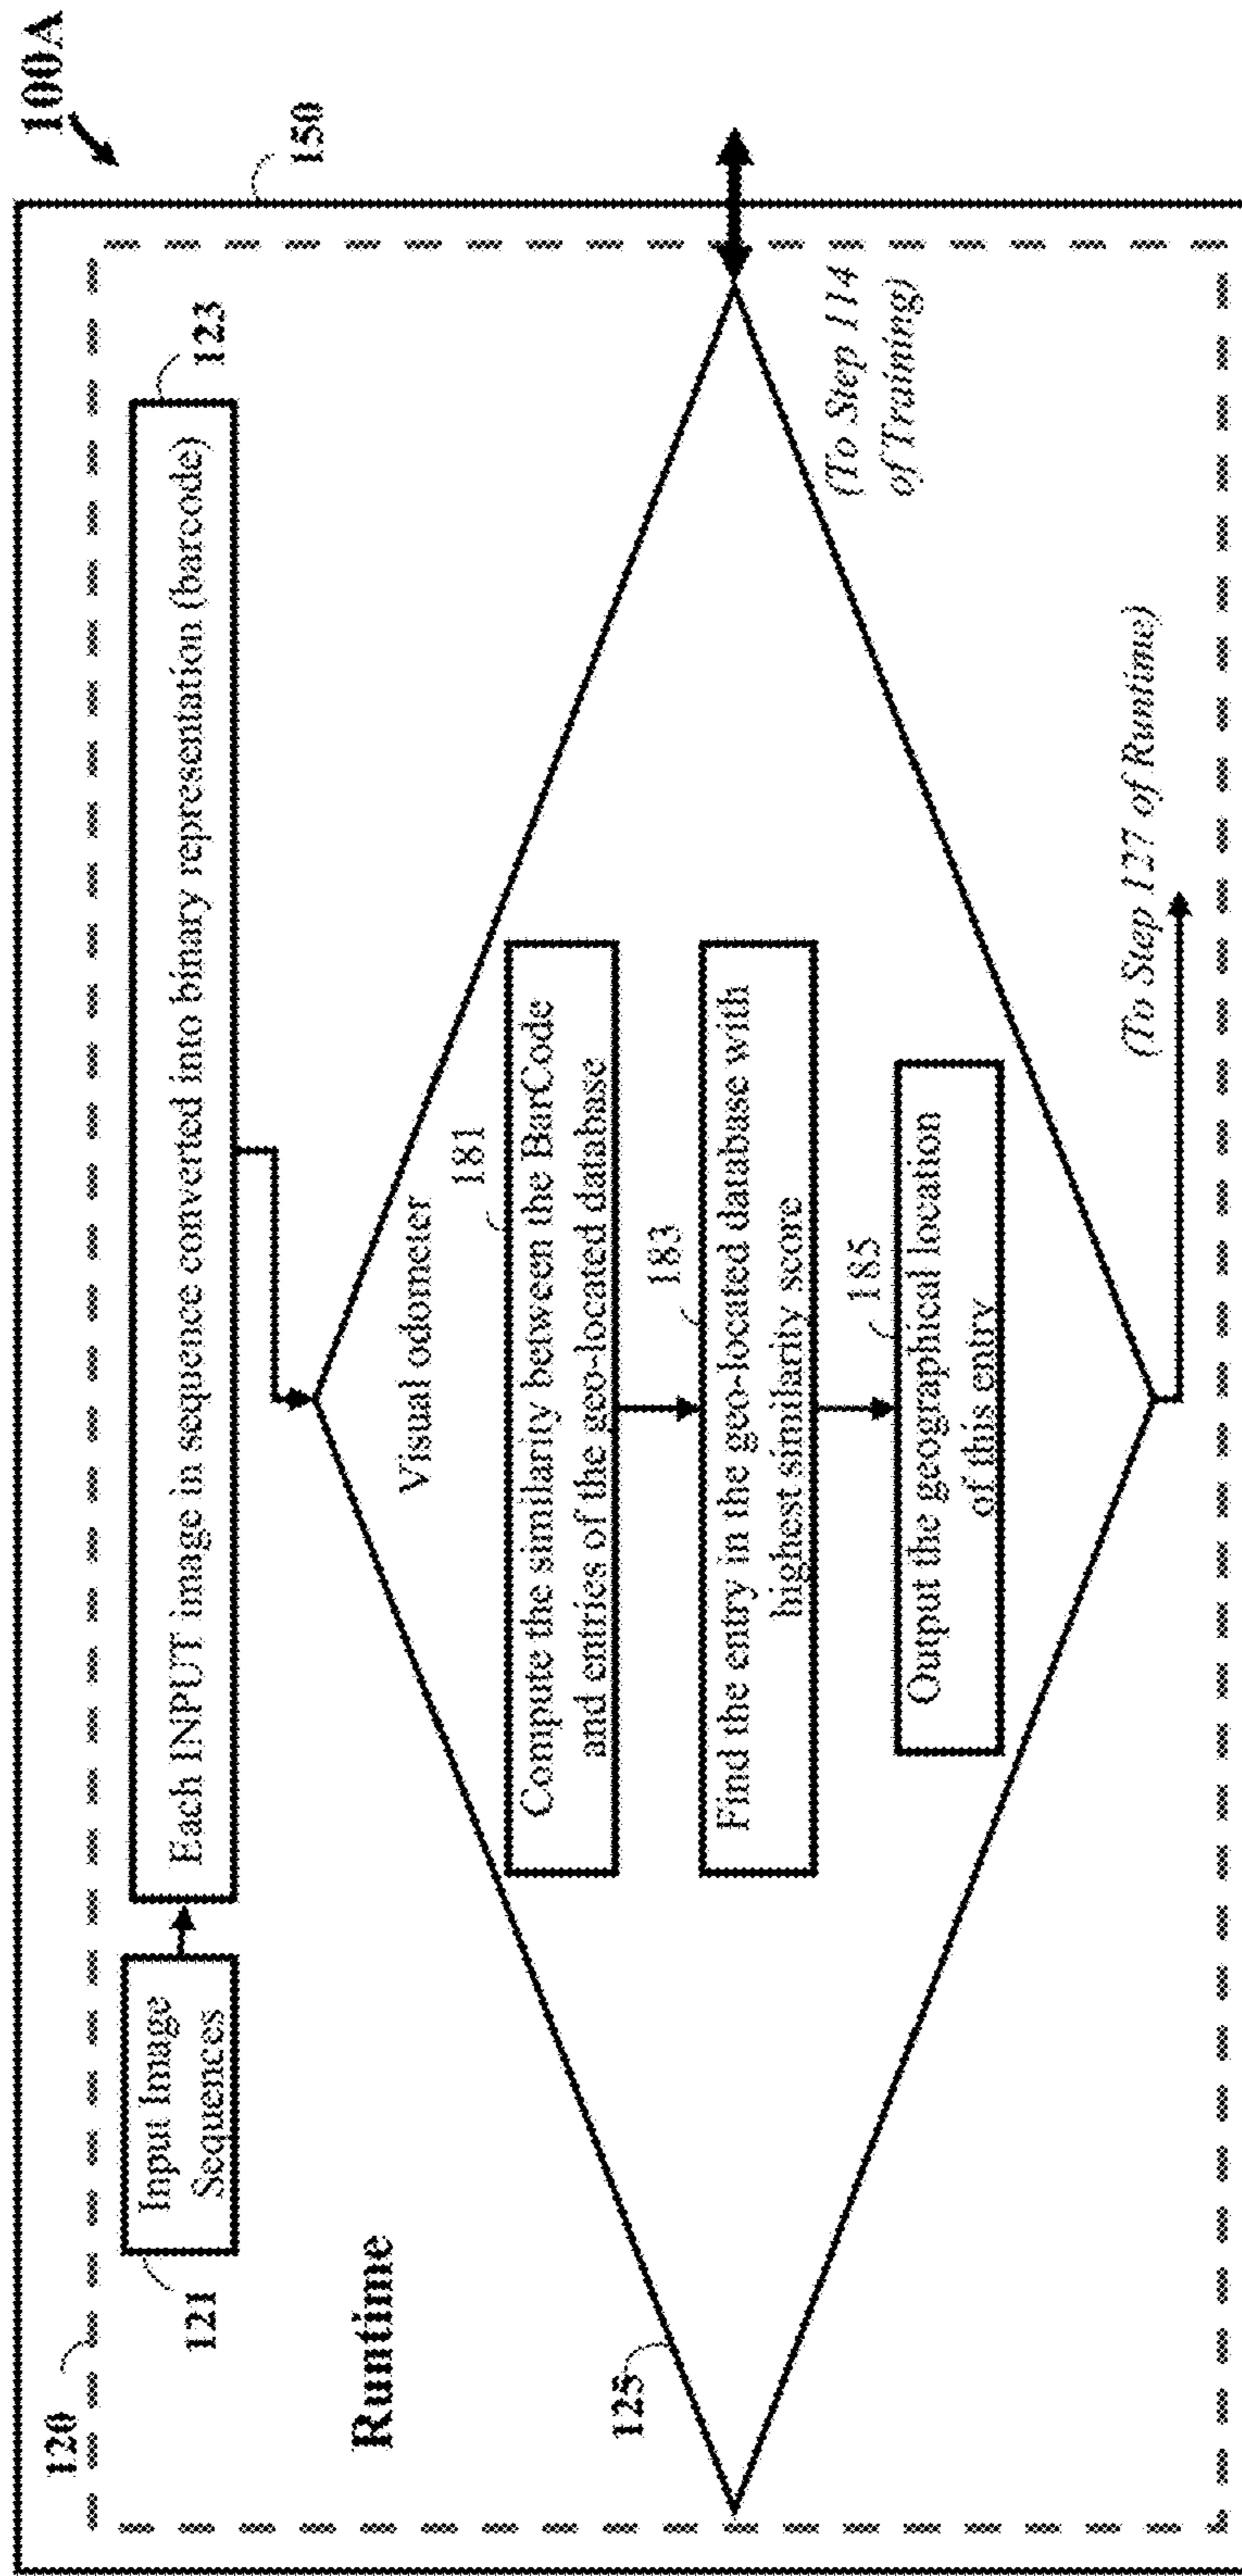 100A
150
120
121
Input Image
Sequences
123
Each INPUT image in sequence converted into binary representation (barcode)
Runtime
125
Visual odometer
181
Compute the similarity between the BarCode
and entries of the geo-located database
183
Find the entry in the geo-located database with
highest similarity score
185
Output the geographical location
of this entry
(To Step 114
of Training)
(To Step 127 of Runtime)